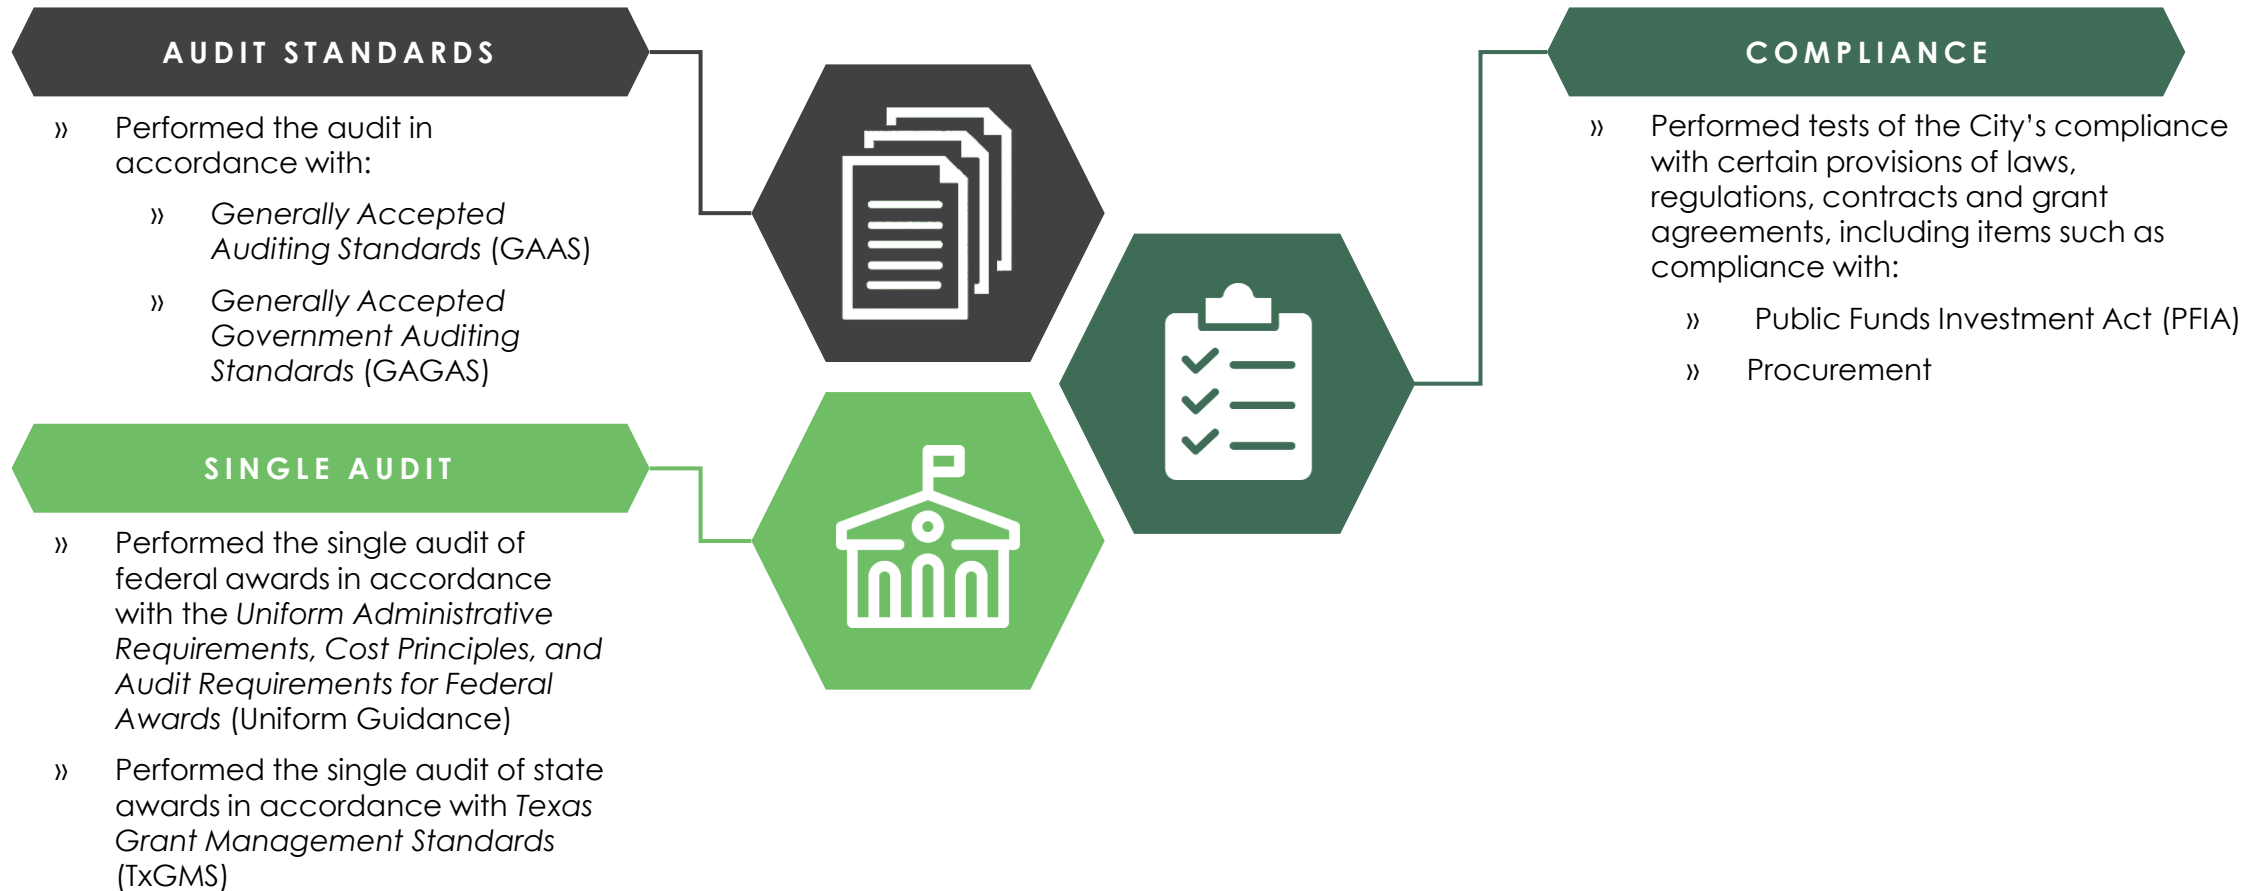 AUDIT STANDARDS
» Performed the audit in
accordance with:
» Generally Accepted
Auditing Standards (GAAS)
» Generally Accepted
Government Auditing
Standards (GAGAS)
SINGLE AUDIT
» Performed the single audit of
federal awards in accordance
with the Uniform Administrative
Requirements, Cost Principles, and
Audit Requirements for Federal
Awards (Uniform Guidance)
» Performed the single audit of state
awards in accordance with Texas
Grant Management Standards
(TxGMS)
COMPLIANCE
» Performed tests of the City’s compliance
with certain provisions of laws,
regulations, contracts and grant
agreements, including items such as
compliance with:
» Public Funds Investment Act (PFIA)
» Procurement